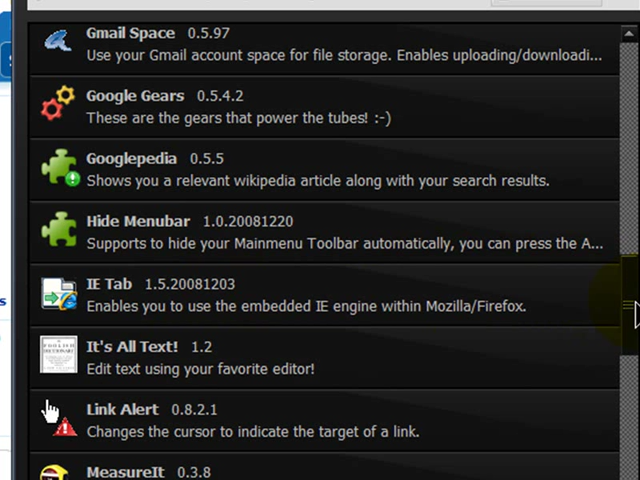 Gmail Space 0.5.97
Use your Gmail account space for file storage. Enables uploading/downloadi...
Google Gears 0.5.4.2
These are the gears that power the tubes! :-)
Googlepedia 0.5.5
Shows you a relevant wikipedia article along with your search results.
Hide Menubar 1.0.20081220
Supports to hide your Mainmenu Toolbar automatically, you can press the A...
IE Tab 1.5.20081203
Enables you to use the embedded IE engine within Mozilla/Firefox.
It's All Text! 1.2
Edit text using your favorite editor!
Link Alert 0.8.2.1
Changes the cursor to indicate the target of a link.
MeasureIt 0.3.8